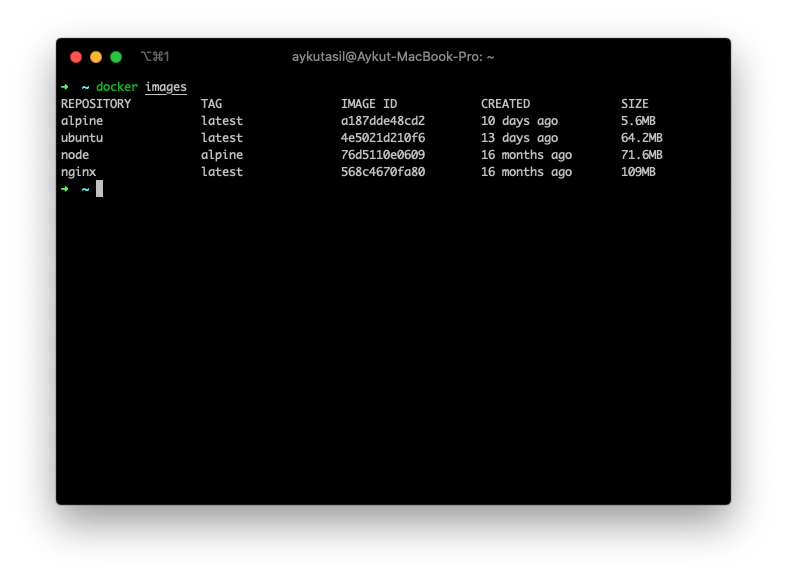 ⌥⌘1 aykutasil@Aykut-MacBook-Pro: ~
➜ ~ docker images
REPOSITORY TAG IMAGE ID CREATED SIZE
alpine latest a187dde48cd2 10 days ago 5.6MB
ubuntu latest 4e5021d210f6 13 days ago 64.2MB
node alpine 76d5110e0609 16 months ago 71.6MB
nginx latest 568c4670fa80 16 months ago 109MB
➜ ~